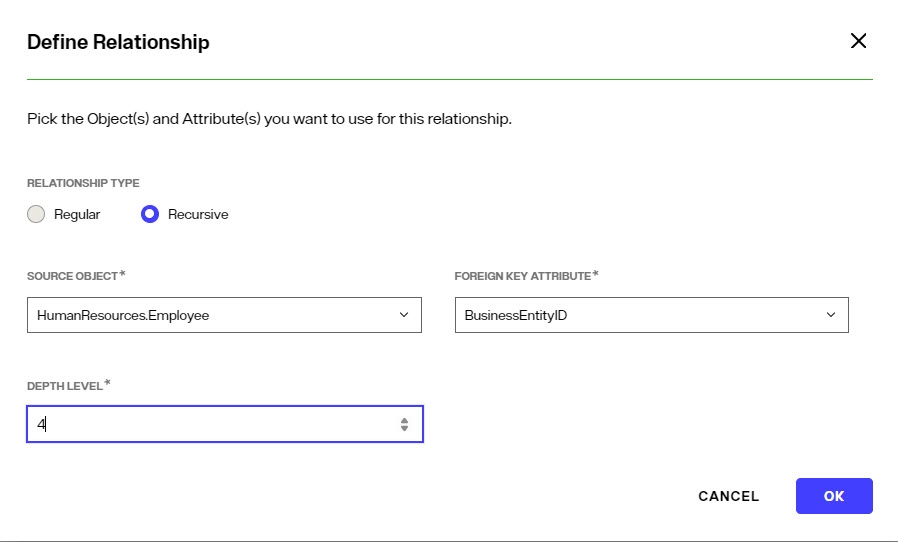 Define Relationship
Pick the Object(s) and Attribute(s) you want to use for this relationship.
RELATIONSHIP TYPE
Regular Recursive
SOURCE OBJECT* FOREIGN KEY ATTRIBUTE*
HumanResources.Employee BusinessEntityID
DEPTH LEVEL*
4
CANCEL OK